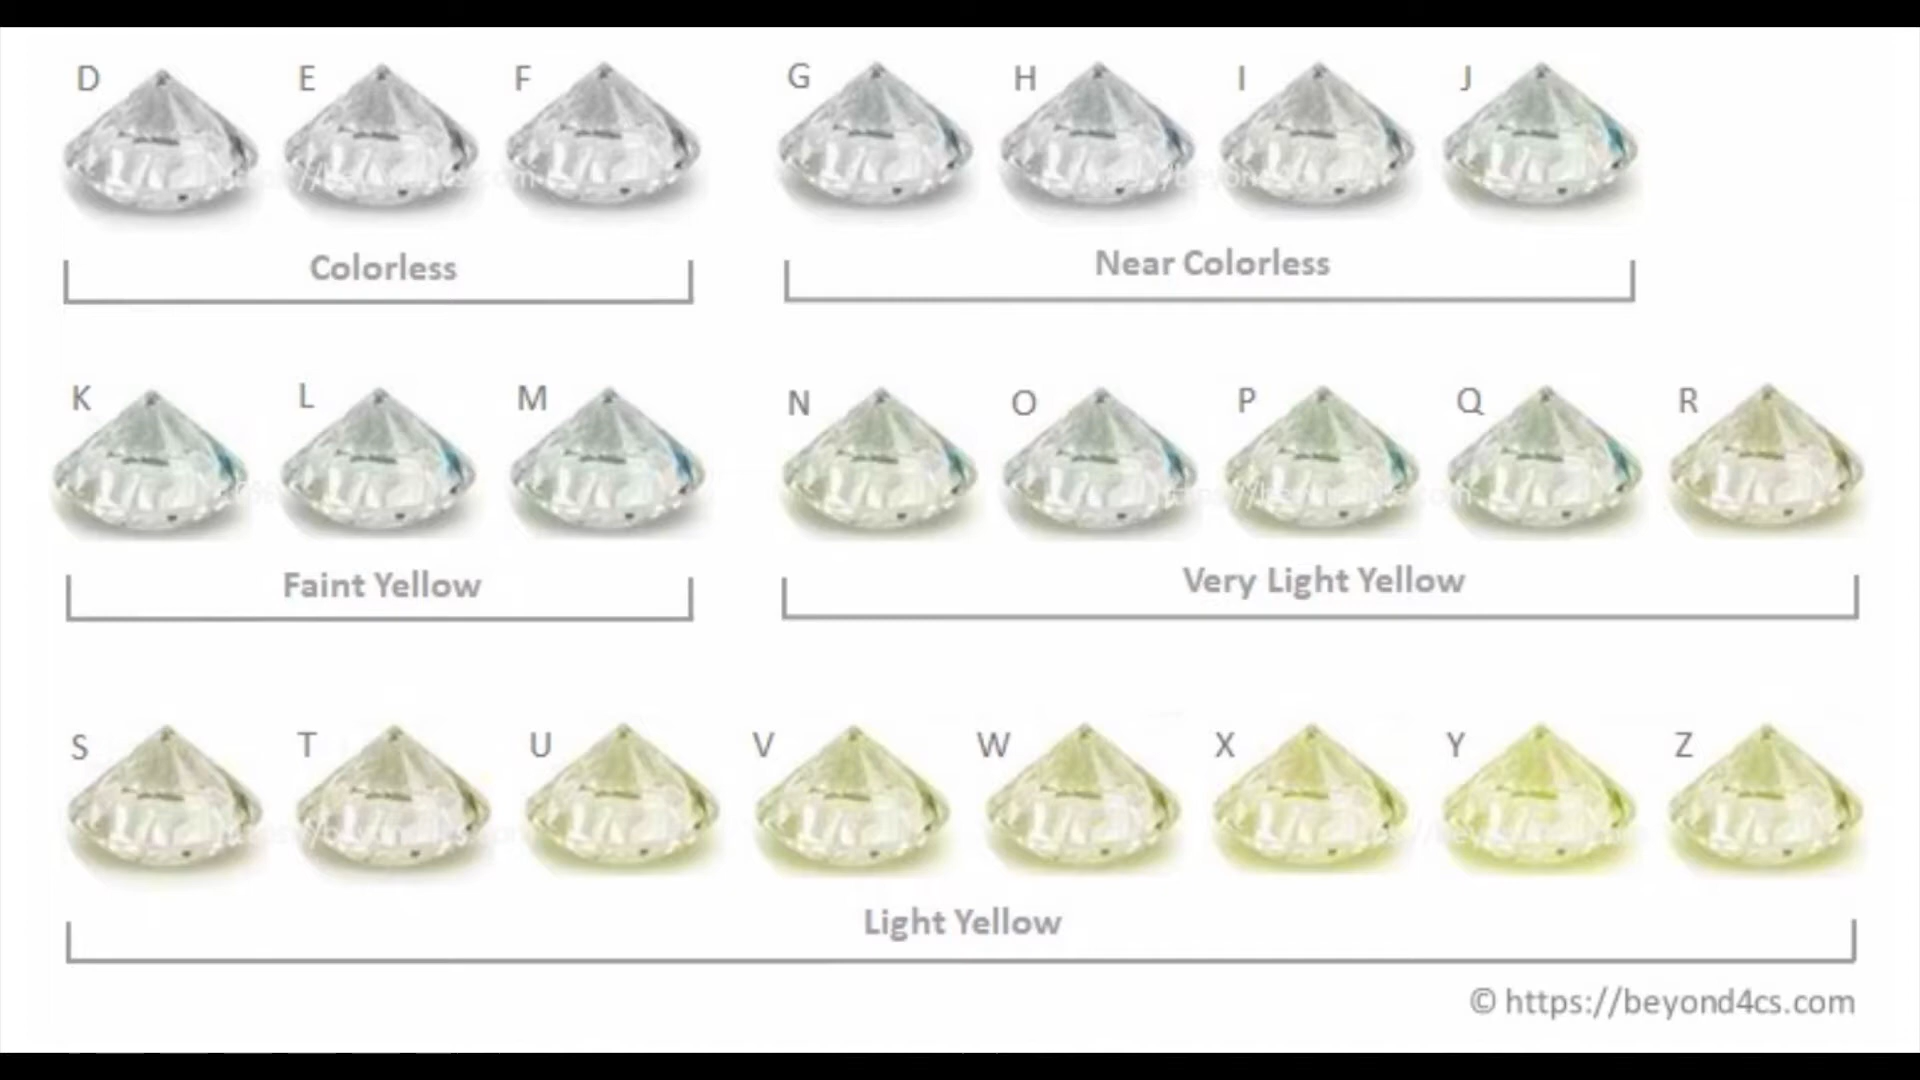 D E F G H I J
Colorless Near Colorless
K L M N O P Q R
Faint Yellow Very Light Yellow
S T U V W X Y Z
Light Yellow
© https://beyond4cs.com